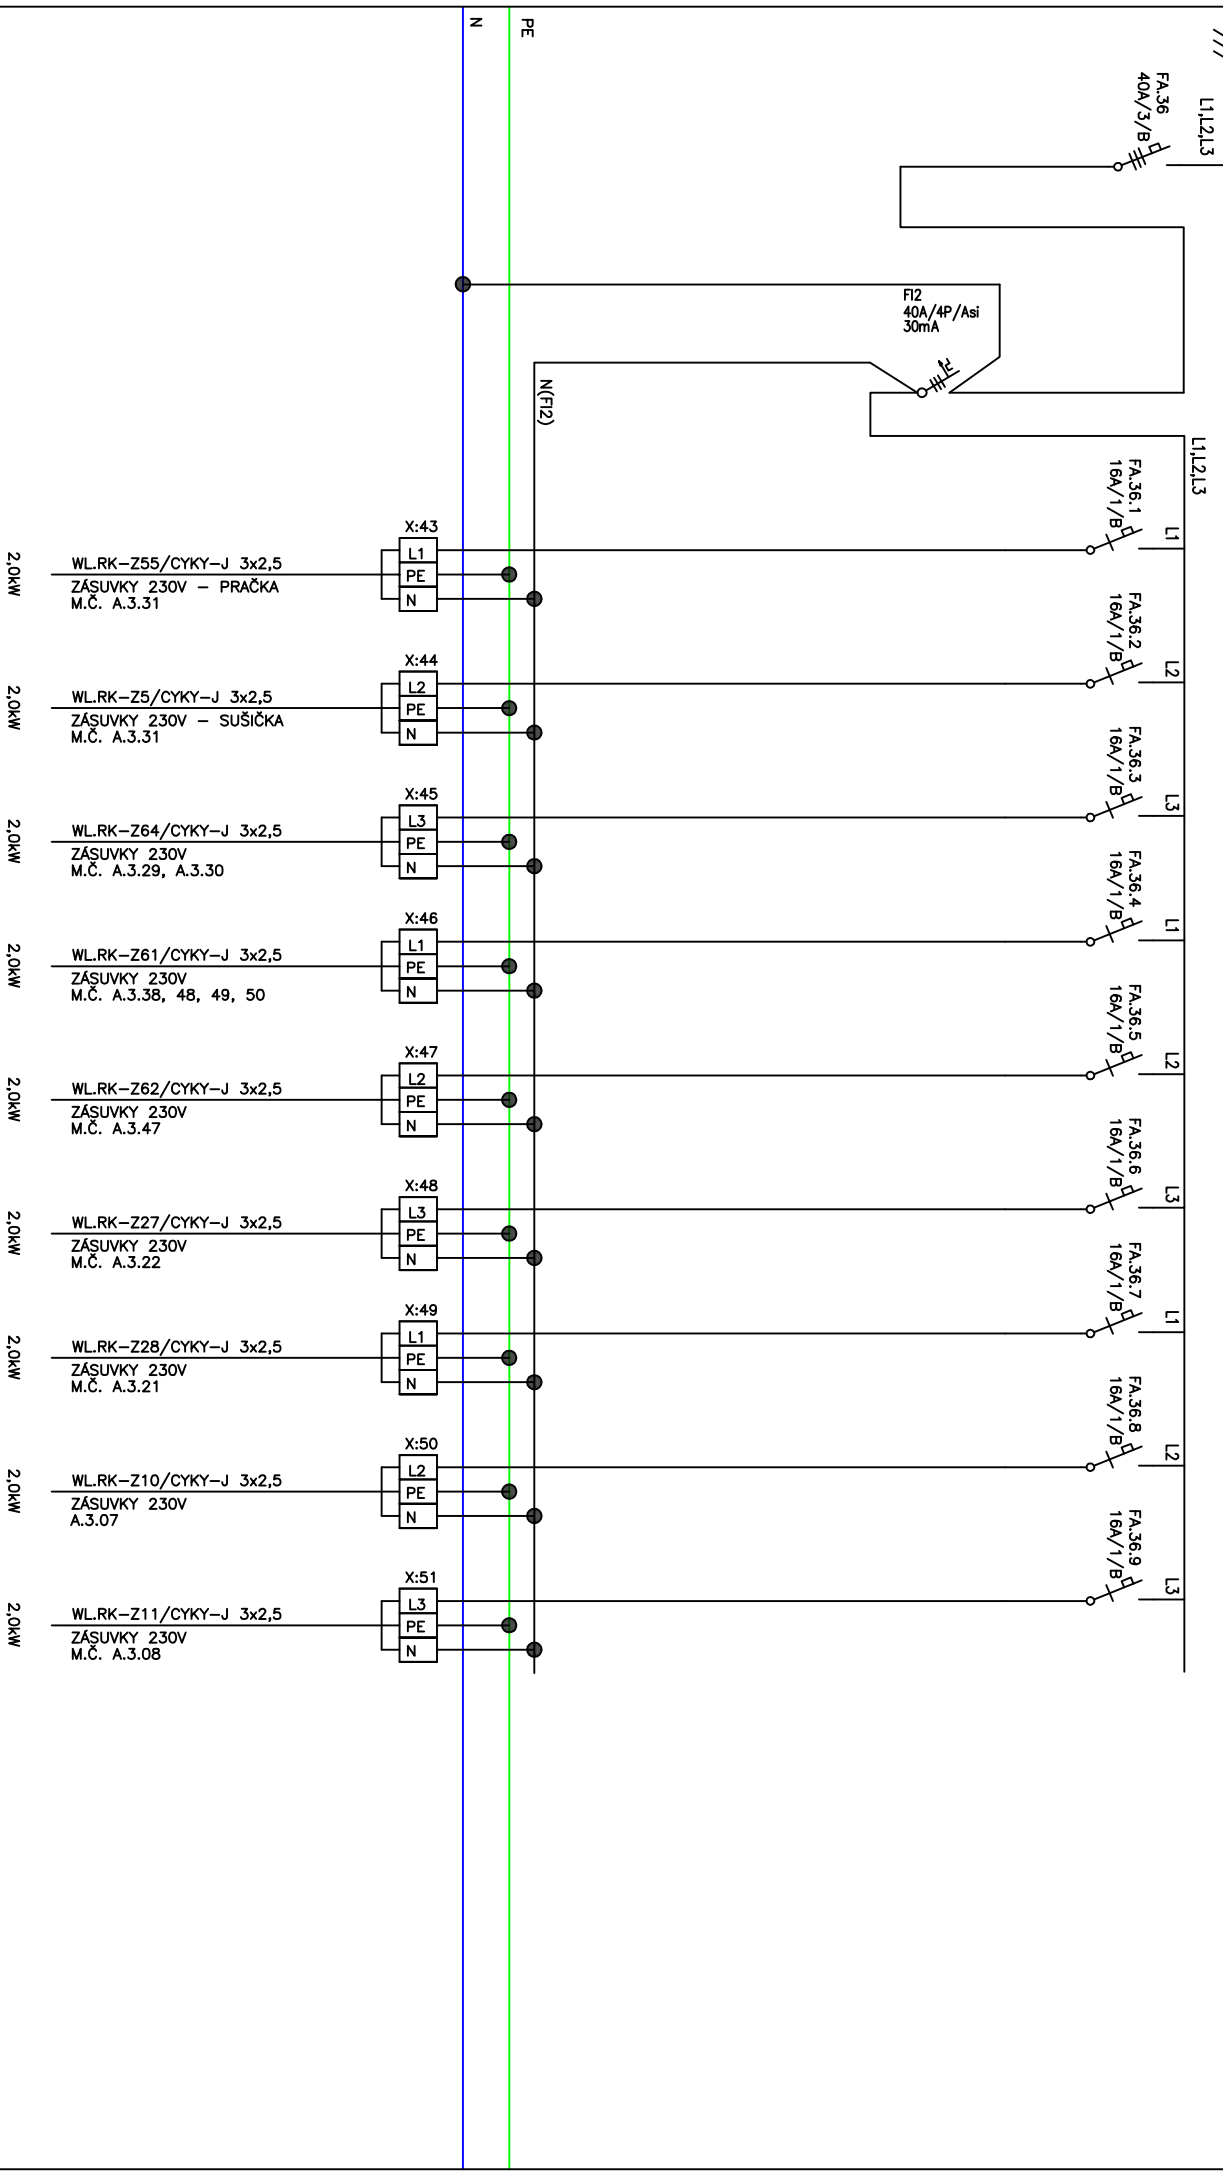 N
PE
L1,L2,L3
FA.36
40A/3/B
FI2
40A/4P/Asi
30mA
N(FI2)
L1,L2,L3
FA.36.1
16A/1/B
L1
X:43
L1
PE
N
WL.RK-Z55/CYKY-J 3x2,5
ZÁSUVKY 230V - PRAČKA
M.Č. A.3.31
2,0kW
FA.36.2
16A/1/B
L2
X:44
L2
PE
N
WL.RK-Z5/CYKY-J 3x2,5
ZÁSUVKY 230V - SUŠIČKA
M.Č. A.3.31
2,0kW
FA.36.3
16A/1/B
L3
X:45
L3
PE
N
WL.RK-Z64/CYKY-J 3x2,5
ZÁSUVKY 230V
M.Č. A.3.29, A.3.30
2,0kW
FA.36.4
16A/1/B
L1
X:46
L1
PE
N
WL.RK-Z61/CYKY-J 3x2,5
ZÁSUVKY 230V
M.Č. A.3.38, 48, 49, 50
2,0kW
FA.36.5
16A/1/B
L2
X:47
L2
PE
N
WL.RK-Z62/CYKY-J 3x2,5
ZÁSUVKY 230V
M.Č. A.3.47
2,0kW
FA.36.6
16A/1/B
L3
X:48
L3
PE
N
WL.RK-Z27/CYKY-J 3x2,5
ZÁSUVKY 230V
M.Č. A.3.22
2,0kW
FA.36.7
16A/1/B
L1
X:49
L1
PE
N
WL.RK-Z28/CYKY-J 3x2,5
ZÁSUVKY 230V
M.Č. A.3.21
2,0kW
FA.36.8
16A/1/B
L2
X:50
L2
PE
N
WL.RK-Z10/CYKY-J 3x2,5
ZÁSUVKY 230V
A.3.07
2,0kW
FA.36.9
16A/1/B
L3
X:51
L3
PE
N
WL.RK-Z11/CYKY-J 3x2,5
ZÁSUVKY 230V
M.Č. A.3.08
2,0kW